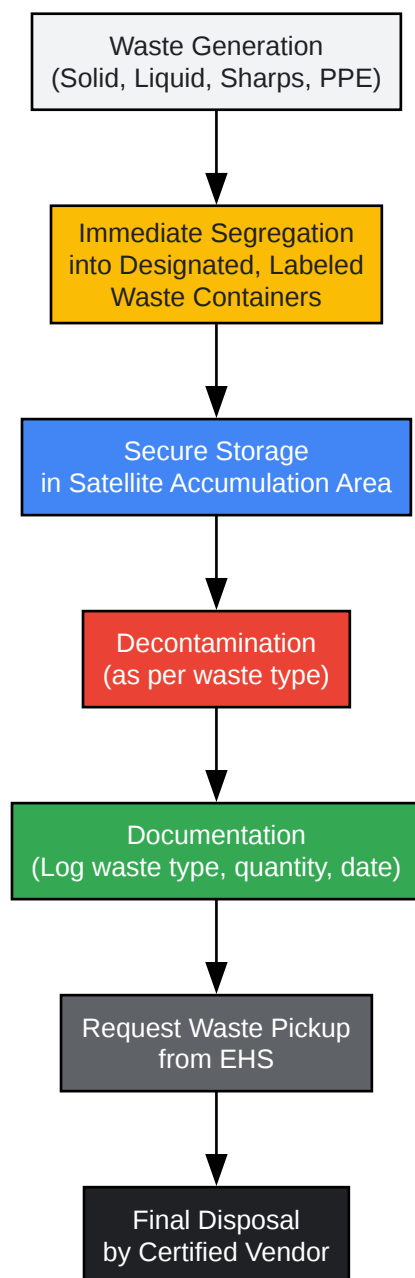 Waste Generation
(Solid, Liquid, Sharps, PPE)
Immediate Segregation
into Designated, Labeled
Waste Containers
Secure Storage
in Satellite Accumulation Area
Decontamination
(as per waste type)
Documentation
(Log waste type, quantity, date)
Request Waste Pickup
from EHS
Final Disposal
by Certified Vendor